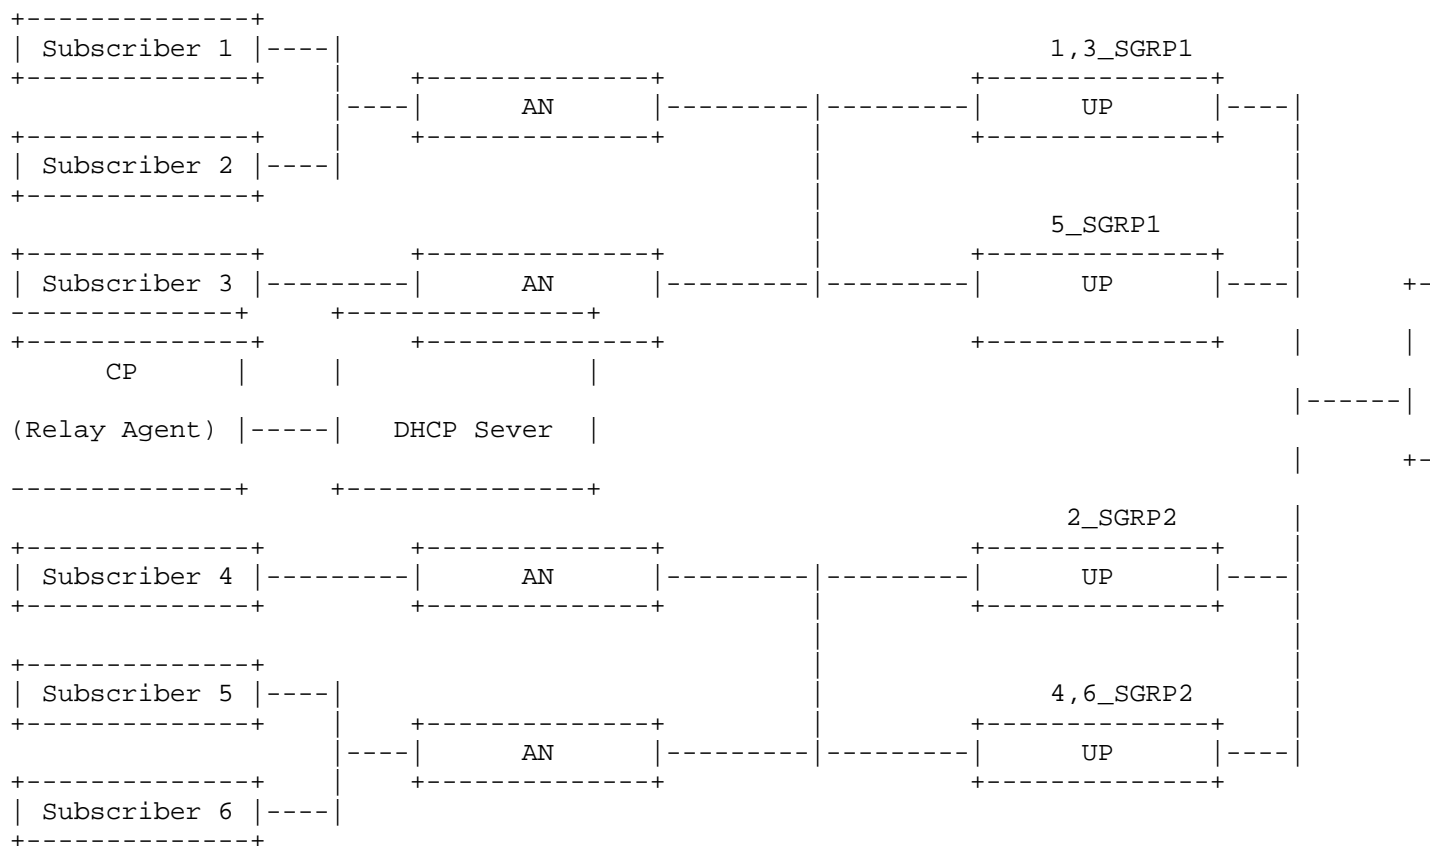 Subscriber 1
1,3_SGRP1
AN UP
Subscriber 2
5_SGRP1
Subscriber 3 AN UP
CP
(Relay Agent) DHCP Sever
2_SGRP2
Subscriber 4 AN UP
Subscriber 5 4,6_SGRP2
AN UP
Subscriber 6